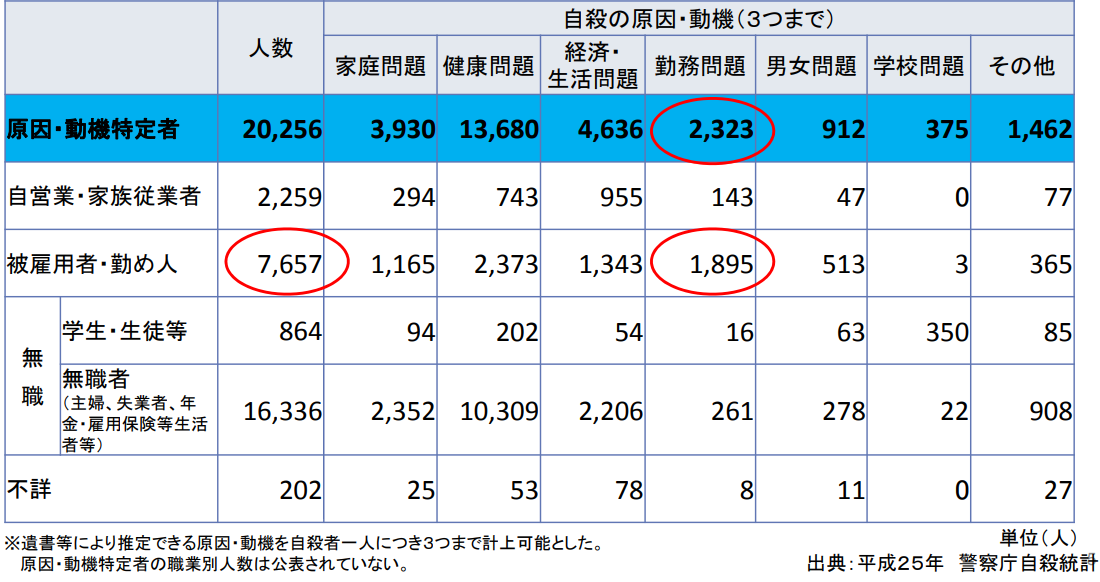 人数 自殺の原因・動機（３つまで）
家庭問題 健康問題 経済・生活問題 勤務問題 男女問題 学校問題 その他
原因・動機特定者 20,256 3,930 13,680 4,636 2,323 912 375 1,462
自営業・家族従業者 2,259 294 743 955 143 47 0 77
被雇用者・勤め人 7,657 1,165 2,373 1,343 1,895 513 3 365
無職
学生・生徒等 864 94 202 54 16 63 350 85
無職者
（主婦、失業者、年
金・雇用保険等生活
者等） 16,336 2,352 10,309 2,206 261 278 22 908
不詳 202 25 53 78 8 11 0 27
※遺書等により推定できる原因・動機を自殺者一人につき３つまで計上可能とした。
原因・動機特定者の職業別人数は公表されていない。
単位（人）
出典：平成２５年　警察庁自殺統計